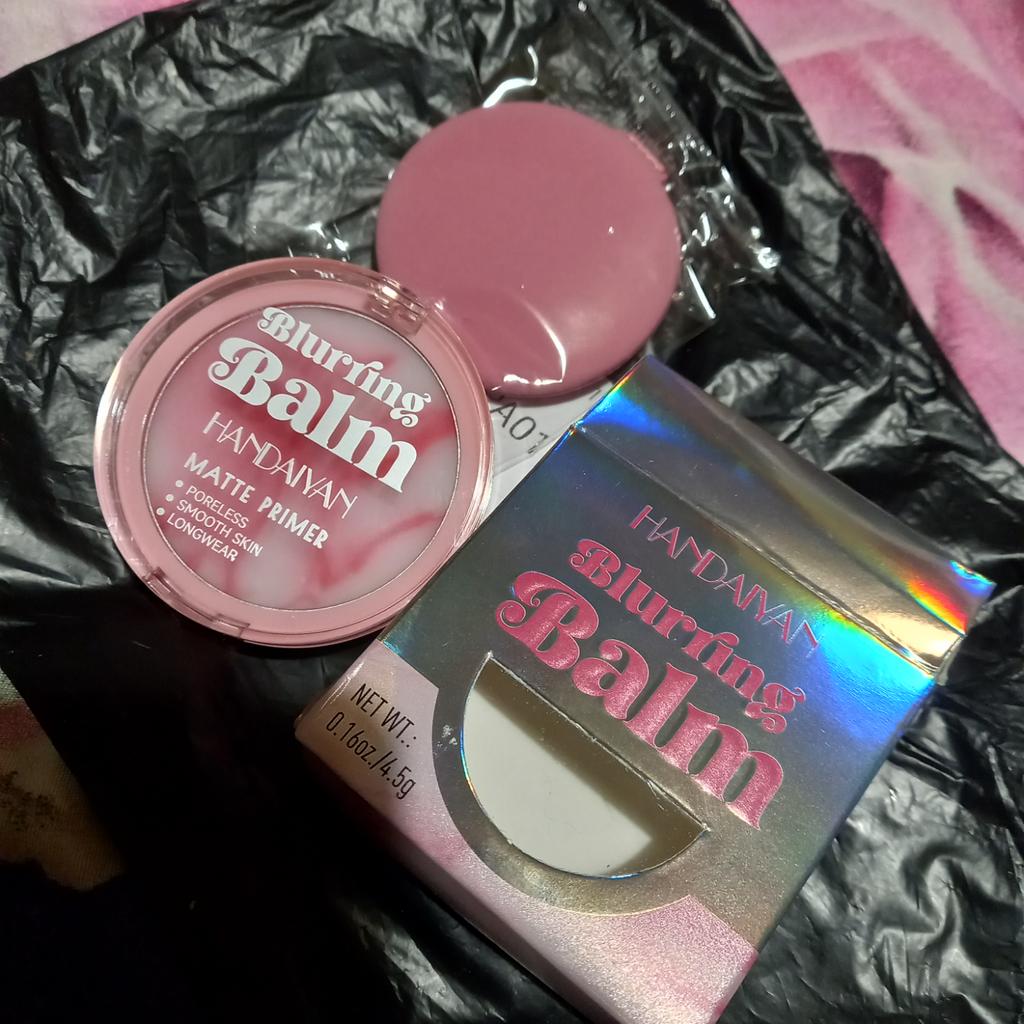 Blurring
Balm
HANDAIYAN
MATTE PRIMER
• PORELESS
• SMOOTH SKIN
• LONGWEAR
HANDAIYAN
Blurring
Balm
NET WT.:
0.16oz./4.5g